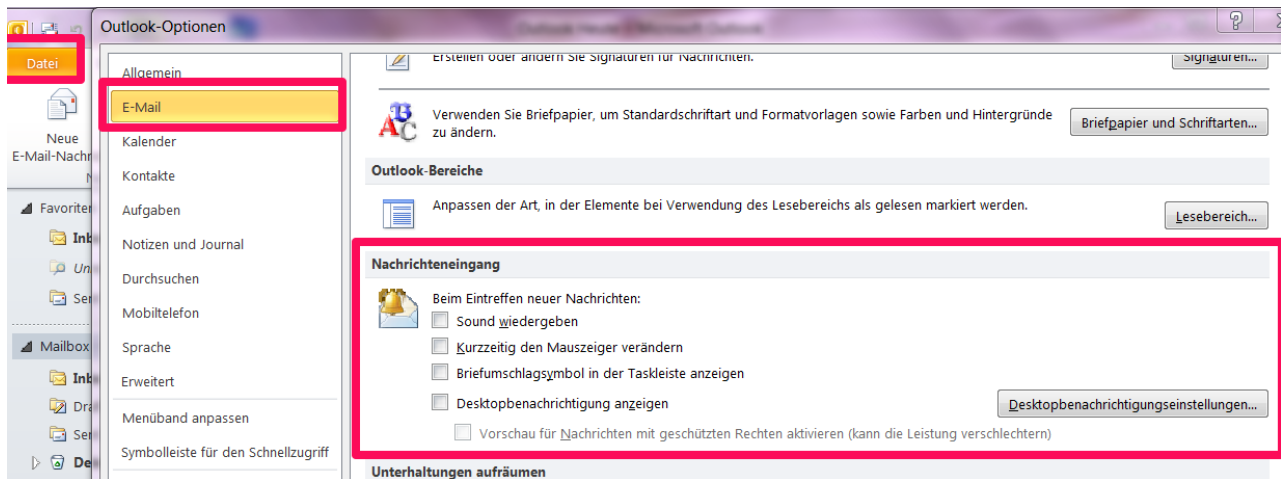 Outlook-Optionen
Datei
Neue
E-Mail-Nachr
Favoriten
Inb
Un
Sen
Mailbox
Inb
Dra
Sen
De
Allgemein
E-Mail
Kalender
Kontakte
Aufgaben
Notizen und Journal
Durchsuchen
Mobiltelefon
Sprache
Erweitert
Menüband anpassen
Symbolleiste für den Schnellzugriff
Erstellen oder ändern Sie Signaturen für Nachrichten.
Signaturen...
Verwenden Sie Briefpapier, um Standardschriftart und Formatvorlagen sowie Farben und Hintergründe
zu ändern.
Briefpapier und Schriftarten...
Outlook-Bereiche
Anpassen der Art, in der Elemente bei Verwendung des Lesebereichs als gelesen markiert werden.
Lesebereich...
Nachrichteneingang
Beim Eintreffen neuer Nachrichten:
Sound wiedergeben
Kurzzeitig den Mauszeiger verändern
Briefumschlagsymbol in der Taskleiste anzeigen
Desktopbenachrichtigung anzeigen
Desktopbenachrichtigungseinstellungen...
Vorschau für Nachrichten mit geschützten Rechten aktivieren (kann die Leistung verschlechtern)
Unterhaltungen aufräumen